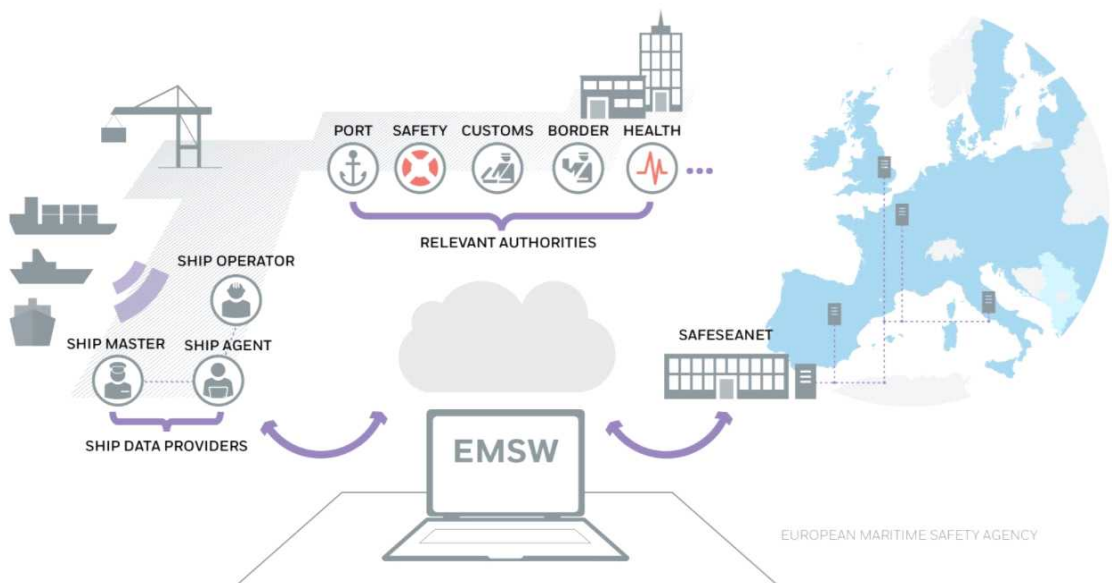 PORT
SAFETY
CUSTOMS
BORDER
HEALTH
RELEVANT AUTHORITIES
SHIP OPERATOR
SHIP MASTER
SHIP AGENT
SHIP DATA PROVIDERS
SAFESEANET
EMSW
EUROPEAN MARITIME SAFETY AGENCY